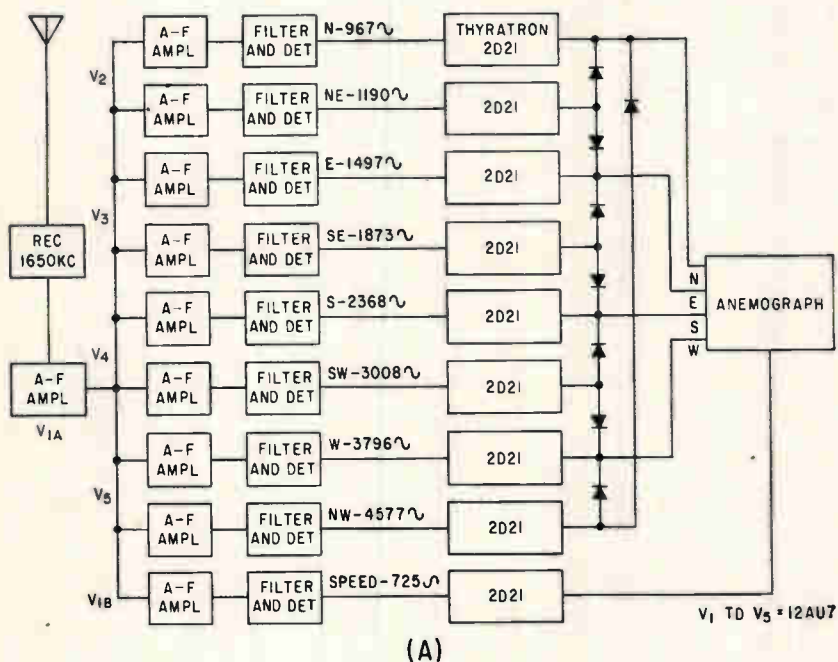 A-F
AMPL
FILTER
AND DET
N-967∿
THYRATRON
2D21
V2
A-F
AMPL
FILTER
AND DET
NE-1190∿
2D21
A-F
AMPL
FILTER
AND DET
E-1497∿
2D21
V3
REC
1650KC
A-F
AMPL
FILTER
AND DET
SE-1873∿
2D21
N
E
S
W
ANEMOGRAPH
A-F
AMPL
FILTER
AND DET
S-2368∿
2D21
V4
A-F
AMPL
V1A
A-F
AMPL
FILTER
AND DET
SW-3008∿
2D21
A-F
AMPL
FILTER
AND DET
W-3796∿
2D21
V5
A-F
AMPL
FILTER
AND DET
NW-4577∿
2D21
V1B
A-F
AMPL
FILTER
AND DET
SPEED-725∿
2D21
V1 TO V5=12AU7
(A)